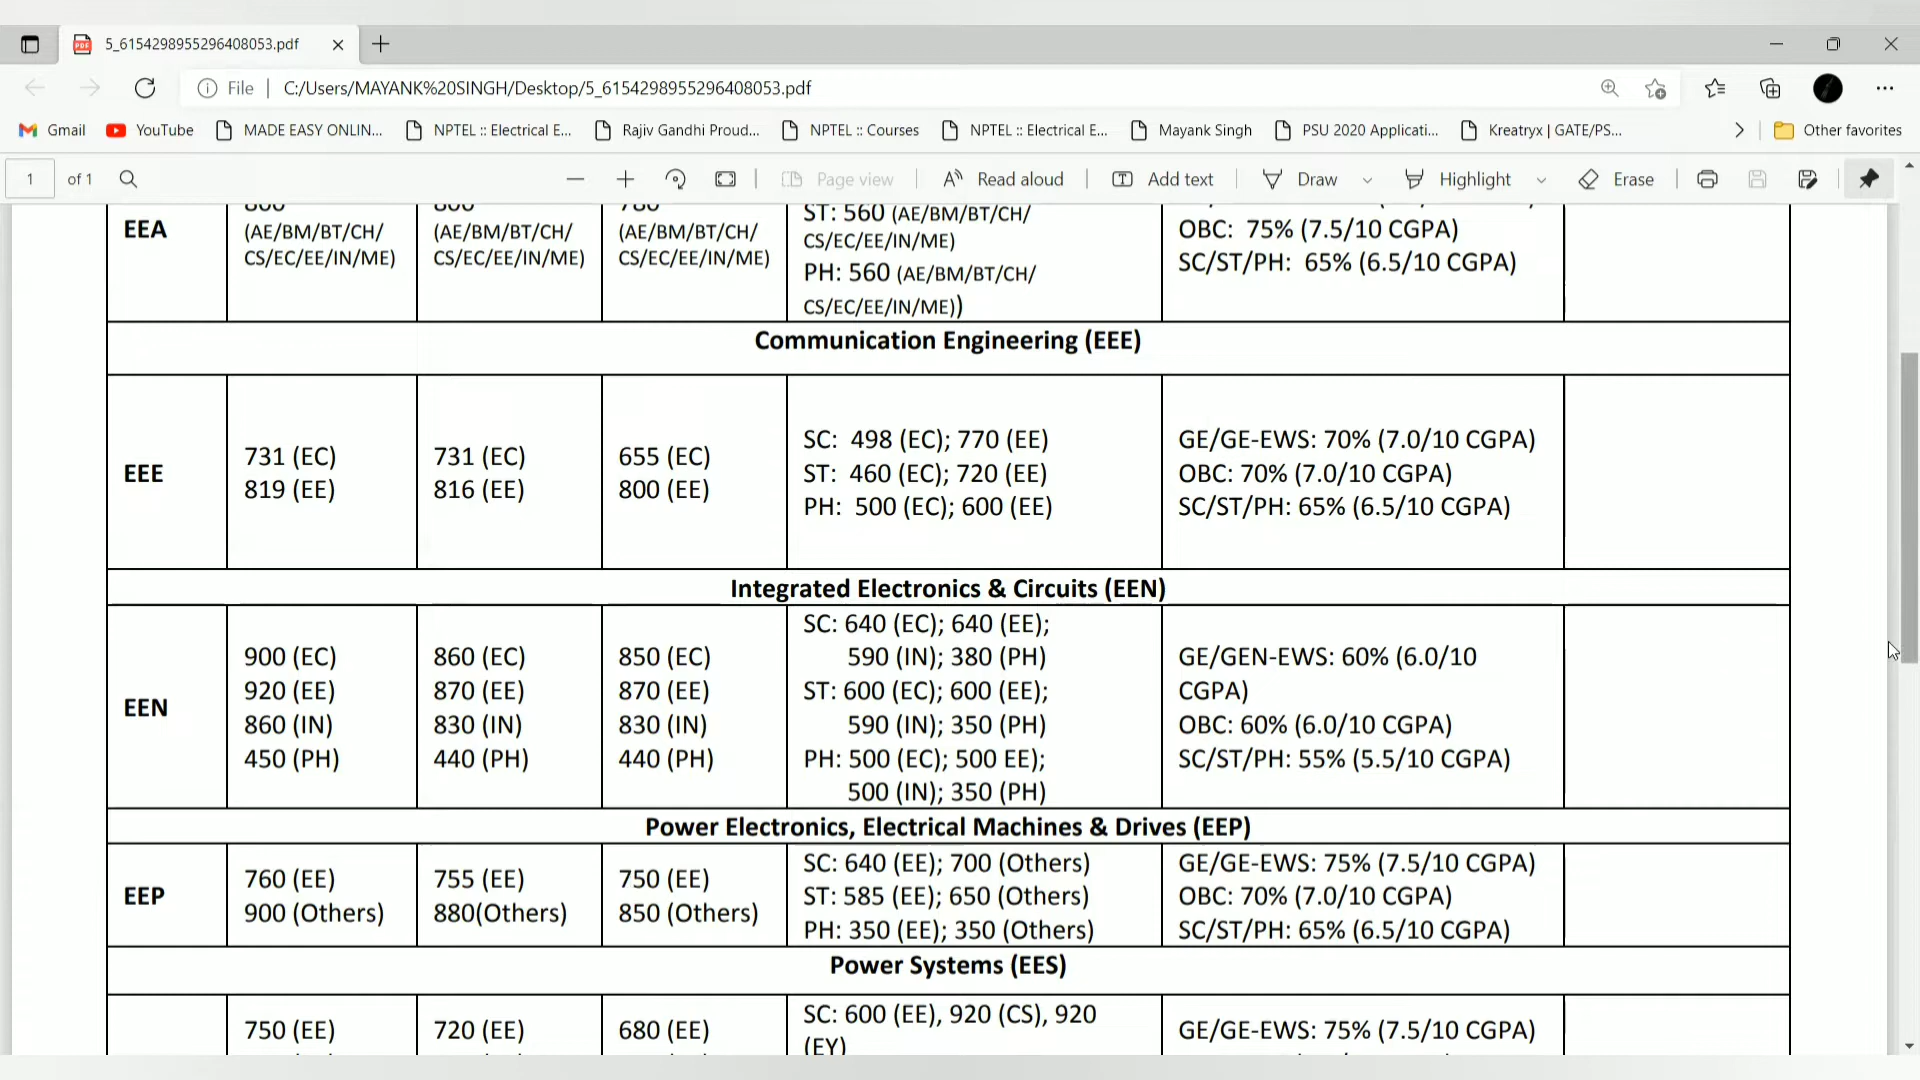 5_6154298955296408053.pdf
File C:/Users/MAYANK%20SINGH/Desktop/5_6154298955296408053.pdf
Gmail YouTube MADE EASY ONLIN... NPTEL :: Electrical E... Rajiv Gandhi Proud... NPTEL :: Courses NPTEL :: Electrical E... Mayank Singh PSU 2020 Applicati... Kreatryx | GATE/PS... Other favorites
1 of 1 Page view Read aloud Add text Draw Highlight Erase
EEA
(AE/BM/BT/CH/
CS/EC/EE/IN/ME)
(AE/BM/BT/CH/
CS/EC/EE/IN/ME)
(AE/BM/BT/CH/
CS/EC/EE/IN/ME)
ST: 560 (AE/BM/BT/CH/
CS/EC/EE/IN/ME)
PH: 560 (AE/BM/BT/CH/
CS/EC/EE/IN/ME))
OBC: 75% (7.5/10 CGPA)
SC/ST/PH: 65% (6.5/10 CGPA)
Communication Engineering (EEE)
EEE
731 (EC)
819 (EE)
731 (EC)
816 (EE)
655 (EC)
800 (EE)
SC: 498 (EC); 770 (EE)
ST: 460 (EC); 720 (EE)
PH: 500 (EC); 600 (EE)
GE/GE-EWS: 70% (7.0/10 CGPA)
OBC: 70% (7.0/10 CGPA)
SC/ST/PH: 65% (6.5/10 CGPA)
Integrated Electronics & Circuits (EEN)
EEN
900 (EC)
920 (EE)
860 (IN)
450 (PH)
860 (EC)
870 (EE)
830 (IN)
440 (PH)
850 (EC)
870 (EE)
830 (IN)
440 (PH)
SC: 640 (EC); 640 (EE);
590 (IN); 380 (PH)
ST: 600 (EC); 600 (EE);
590 (IN); 350 (PH)
PH: 500 (EC); 500 EE);
500 (IN); 350 (PH)
GE/GEN-EWS: 60% (6.0/10
CGPA)
OBC: 60% (6.0/10 CGPA)
SC/ST/PH: 55% (5.5/10 CGPA)
Power Electronics, Electrical Machines & Drives (EEP)
EEP
760 (EE)
900 (Others)
755 (EE)
880(Others)
750 (EE)
850 (Others)
SC: 640 (EE); 700 (Others)
ST: 585 (EE); 650 (Others)
PH: 350 (EE); 350 (Others)
GE/GE-EWS: 75% (7.5/10 CGPA)
OBC: 70% (7.0/10 CGPA)
SC/ST/PH: 65% (6.5/10 CGPA)
Power Systems (EES)
750 (EE)
720 (EE)
680 (EE)
SC: 600 (EE), 920 (CS), 920
(EY)
GE/GE-EWS: 75% (7.5/10 CGPA)